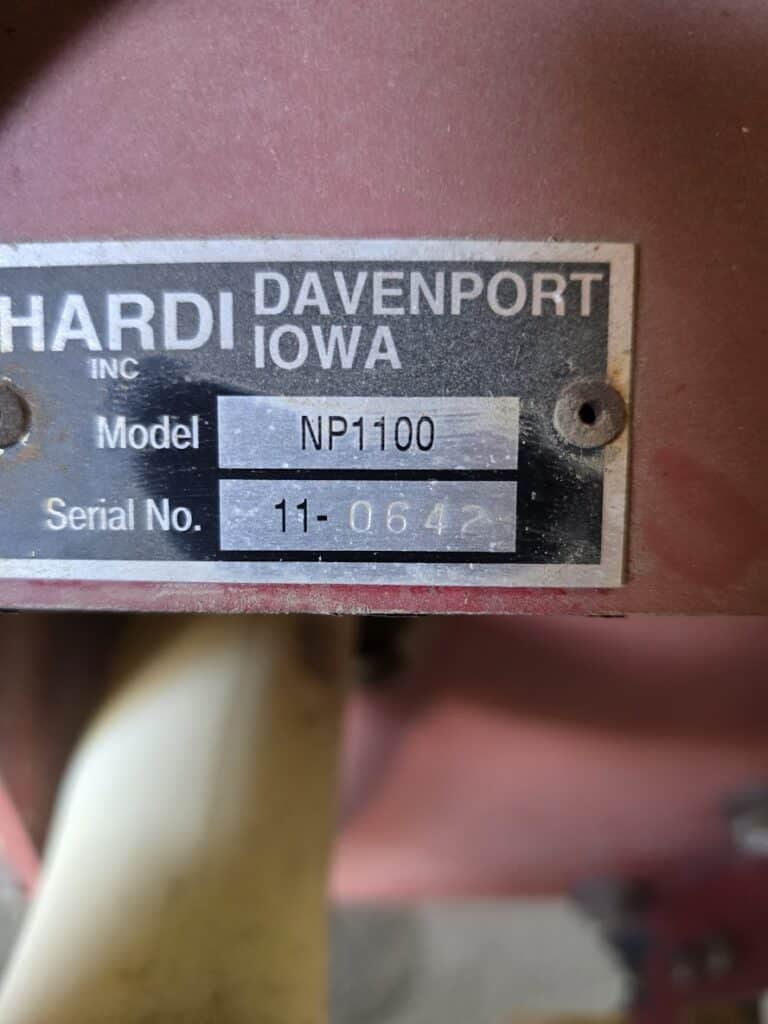 HARDI DAVENPORT
INC IOWA
Model NP1100
Serial No. 11-0642